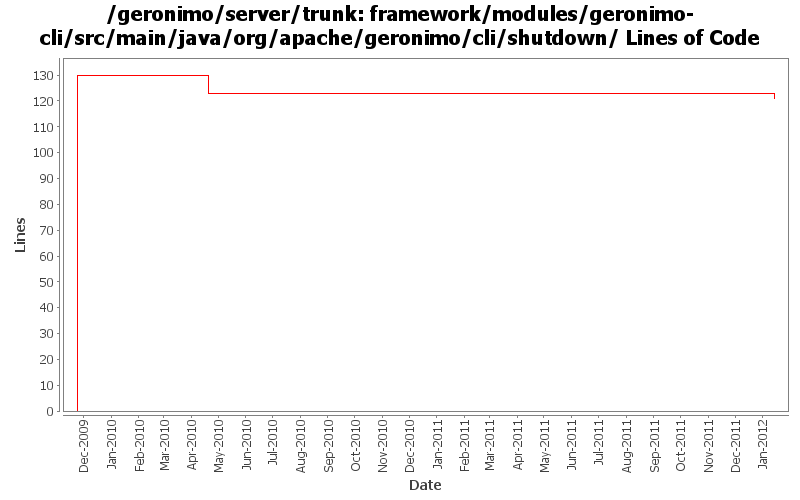 /geronimo/server/trunk: framework/modules/geronimo-
cli/src/main/java/org/apache/geronimo/cli/shutdown/ Lines of Code
Lines
130
120
110
100
90
80
70
60
50
40
30
20
10
0
Dec-2009
Jan-2010
Feb-2010
Mar-2010
Apr-2010
May-2010
Jun-2010
Jul-2010
Aug-2010
Sep-2010
Oct-2010
Nov-2010
Dec-2010
Jan-2011
Feb-2011
Mar-2011
Apr-2011
May-2011
Jun-2011
Jul-2011
Aug-2011
Sep-2011
Oct-2011
Nov-2011
Dec-2011
Jan-2012
Date